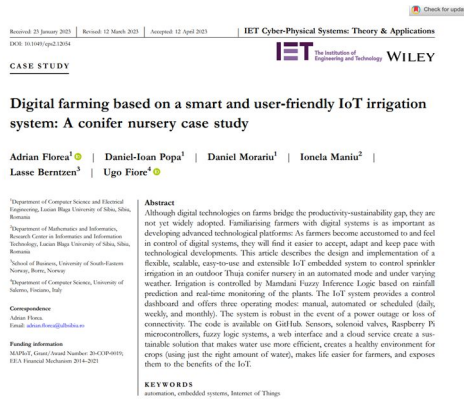 Check for upda
Received: 23 January 2023 | Revised: 12 March 2023 | Accepted: 12 April 2023 | IET Cyber-Physical Systems: Theory & Applications
DOI: 10.1049/cps2.12054
CASE STUDY
IET The Institution of Engineering and Technology WILEY
Digital farming based on a smart and user-friendly IoT irrigation
system: A conifer nursery case study
Adrian Florea1 | Daniel-Ioan Popa1 | Daniel Morariu1 | Ionela Maniu2 |
Lasse Berntzen3 | Ugo Fiore4
1Department of Computer Science and Electrical
Engineering, Lucian Blaga University of Sibiu, Sibiu,
Romania
2Department of Mathematics and Informatics,
Research Center in Informatics and Information
Technology, Lucian Blaga University of Sibiu, Sibiu,
Romania
3School of Business, University of South-Eastern
Norway, Borre, Norway
4Department of Computer Science, University of
Salerno, Fisciano, Italy
Correspondence
Adrian Florea.
Email: adrian.florea@ulbsibiu.ro
Funding information
MAPIoT, Grant/Award Number: 20-COP-0019;
EEA Financial Mechanism 2014–2021
Abstract
Although digital technologies on farms bridge the productivity-sustainability gap, they are
not yet widely adopted. Familiarising farmers with digital systems is as important as
developing advanced technological platforms: As farmers become accustomed to and feel
in control of digital systems, they will find it easier to accept, adapt and keep pace with
technological developments. This article describes the design and implementation of a
flexible, scalable, easy-to-use and extensible IoT embedded system to control sprinkler
irrigation in an outdoor Thuja conifer nursery in an automated mode and under varying
weather. Irrigation is controlled by Mamdani Fuzzy Inference Logic based on rainfall
prediction and real-time monitoring of the plants. The IoT system provides a control
dashboard and offers three operating modes: manual, automated or scheduled (daily,
weekly, and monthly). The system is robust in the event of a power outage or loss of
connectivity. The code is available on GitHub. Sensors, solenoid valves, Raspberry Pi
microcontrollers, fuzzy logic systems, a web interface and a cloud service create a sus-
tainable solution that makes water use more efficient, creates a healthy environment for
crops (using just the right amount of water), makes life easier for farmers, and exposes
them to the benefits of the IoT.
KEYWORDS
automation, embedded systems, Internet of Things